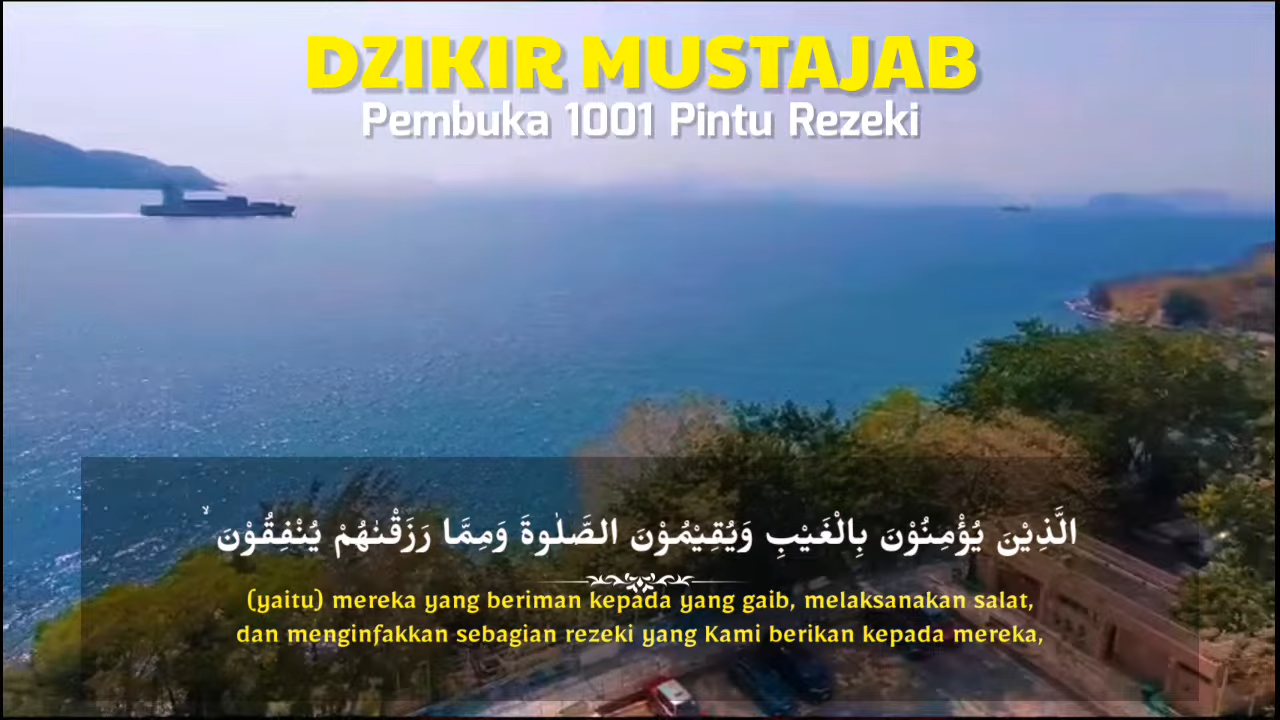 DZIKIR MUSTAJAB
Pembuka 1001 Pintu Rezeki
الَّذِيْنَ يُؤْمِنُوْنَ بِالْغَيْبِ وَيُقِيْمُوْنَ الصَّلٰوةَ وَمِمَّا رَزَقْنٰهُمْ يُنْفِقُوْنَ ۙ
(yaitu) mereka yang beriman kepada yang gaib, melaksanakan salat,
dan menginfakkan sebagian rezeki yang Kami berikan kepada mereka,